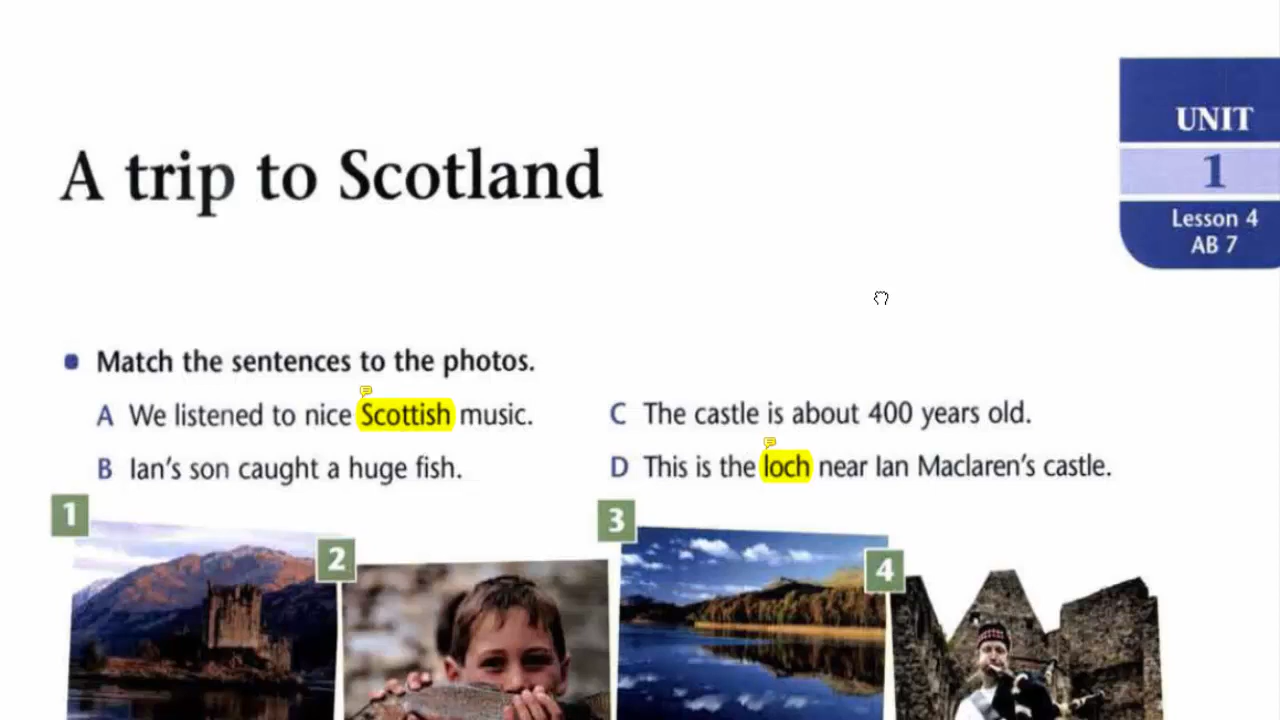 UNIT
1
Lesson 4
AB 7
A trip to Scotland
Match the sentences to the photos.
A We listened to nice Scottish music.
B Ian's son caught a huge fish.
C The castle is about 400 years old.
D This is the loch near Ian Maclaren's castle.
1
2
3
4